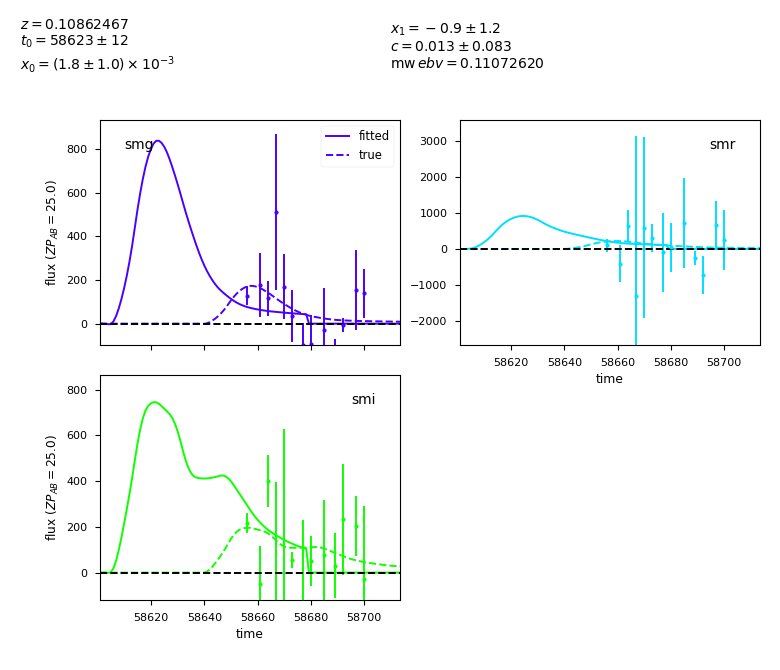 z = 0.10862467
t₀ = 58623 ± 12
x₀ = (1.8 ± 1.0) × 10⁻³
x₁ = −0.9 ± 1.2
c = 0.013 ± 0.083
mw ebv = 0.11072620
smg
fitted
true
800
600
400
200
0
flux (ZP_AB = 25.0)
smr
3000
2000
1000
0
−1000
−2000
58620 58640 58660 58680 58700
time
smi
800
600
400
200
0
flux (ZP_AB = 25.0)
58620 58640 58660 58680 58700
time